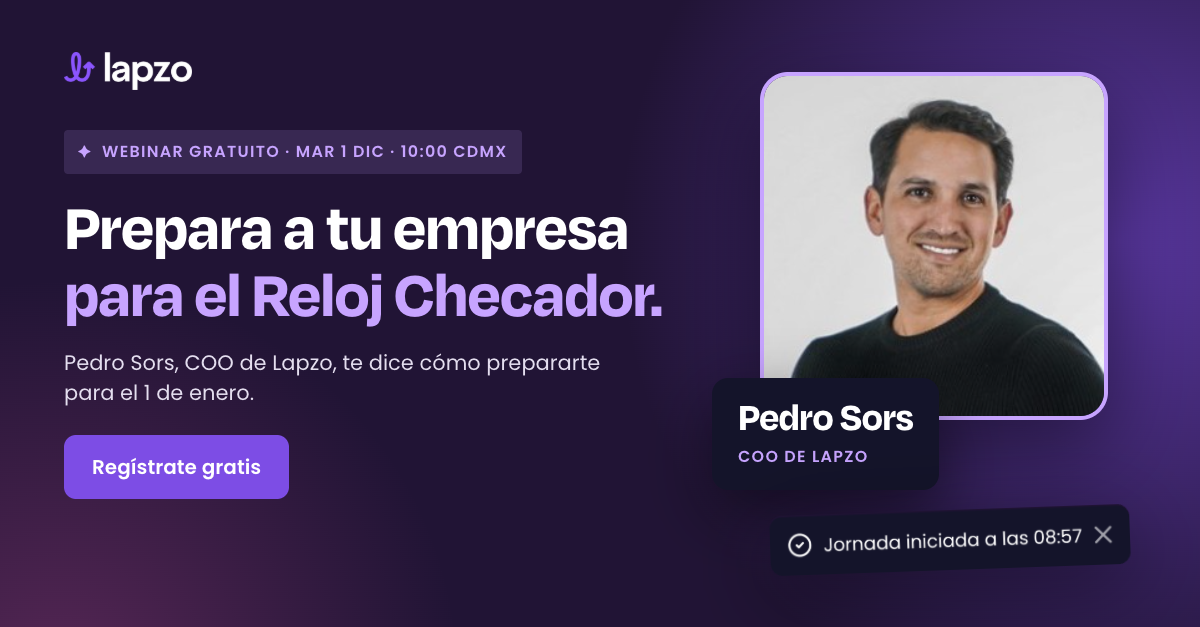 lapzo
✦ WEBINAR GRATUITO · MAR 1 DIC · 10:00 CDMX
Prepara a tu empresa
para el Reloj Checador.
Pedro Sors, COO de Lapzo, te dice cómo prepararte
para el 1 de enero.
Regístrate gratis
Pedro Sors
COO DE LAPZO
Jornada iniciada a las 08:57